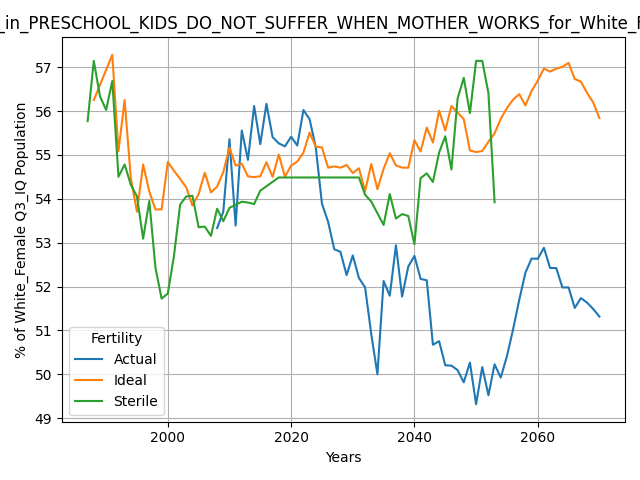 _in_PRESCHOOL_KIDS_DO_NOT_SUFFER_WHEN_MOTHER_WORKS_for_White_
% of White_Female Q3_IQ Population
57
56
55
54
53
52
51
50
49
Fertility
Actual
Ideal
Sterile
2000
2020
2040
2060
Years